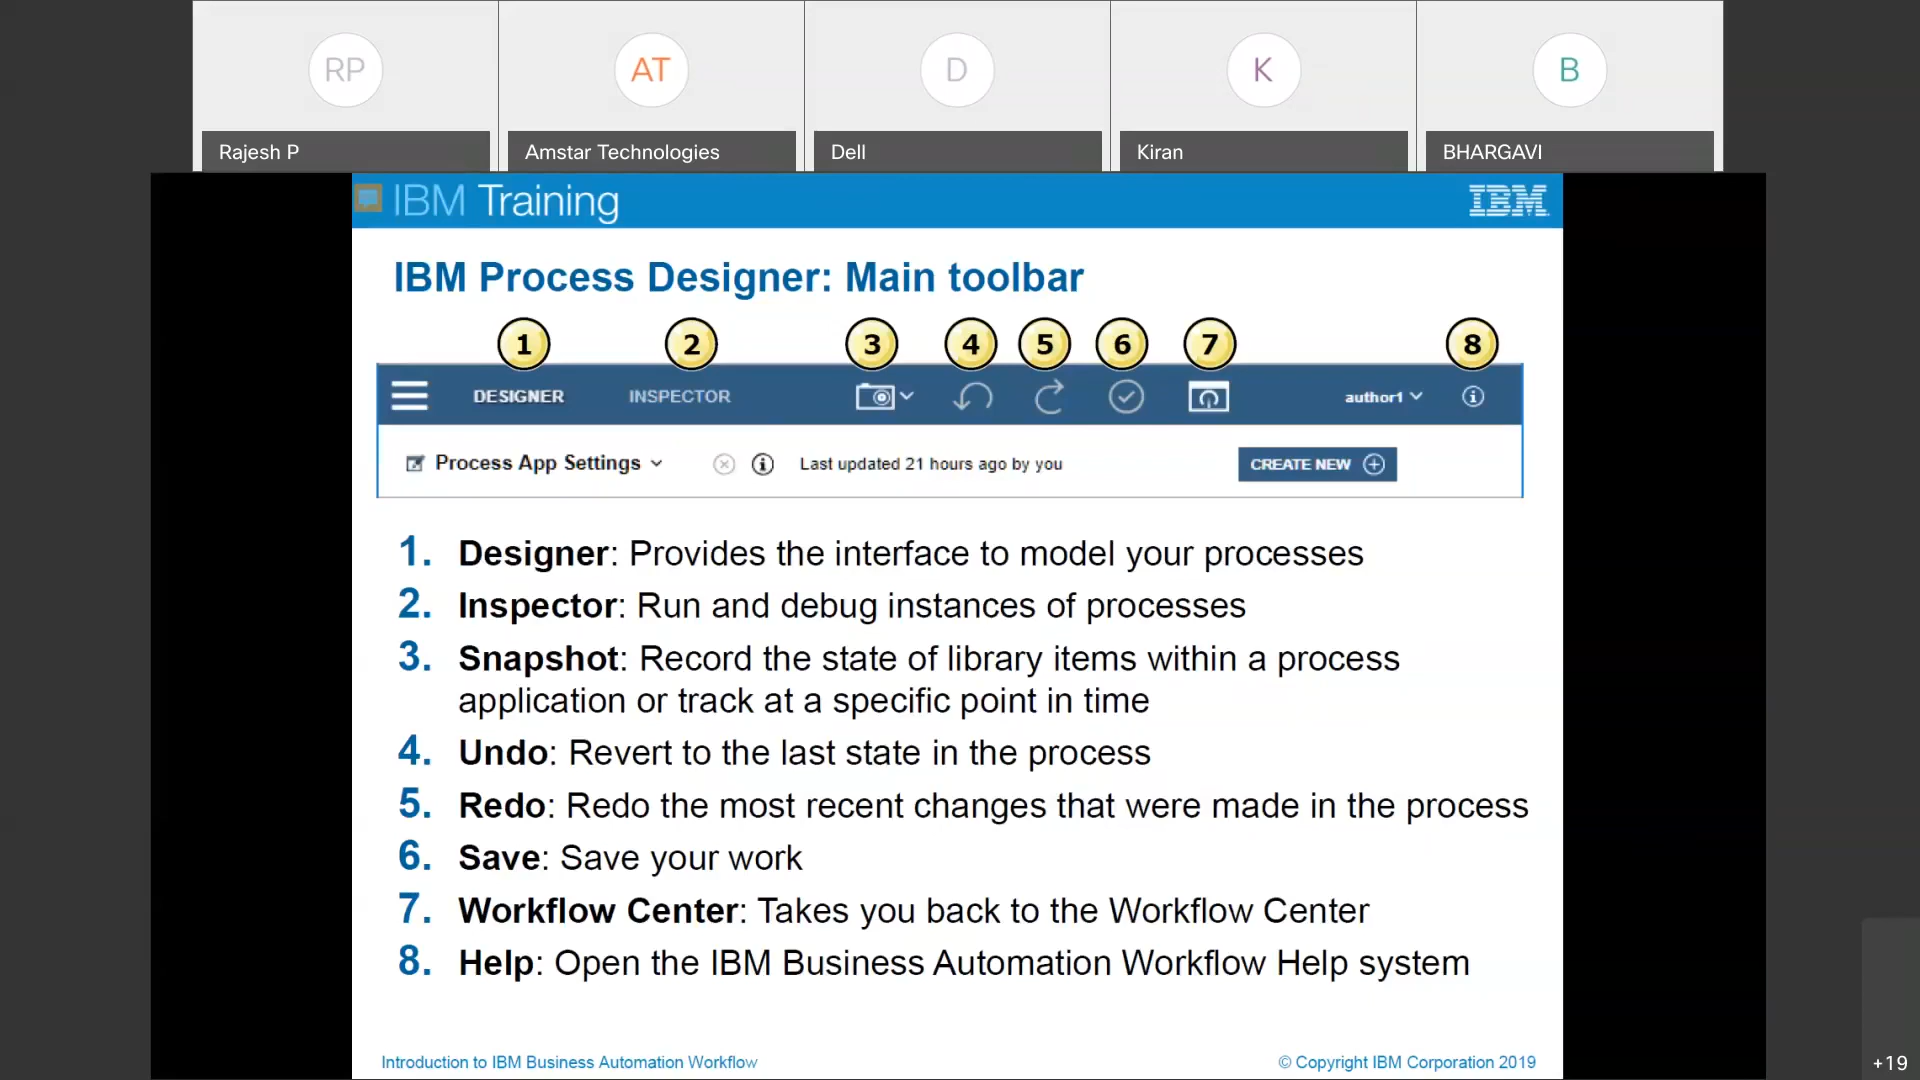 RP
AT
D
K
B
Rajesh P
Amstar Technologies
Dell
Kiran
BHARGAVI
IBM Training
IBM
IBM Process Designer: Main toolbar
1 2 3 4 5 6 7 8
DESIGNER INSPECTOR author1
Process App Settings Last updated 21 hours ago by you CREATE NEW
1. Designer: Provides the interface to model your processes
2. Inspector: Run and debug instances of processes
3. Snapshot: Record the state of library items within a process
application or track at a specific point in time
4. Undo: Revert to the last state in the process
5. Redo: Redo the most recent changes that were made in the process
6. Save: Save your work
7. Workflow Center: Takes you back to the Workflow Center
8. Help: Open the IBM Business Automation Workflow Help system
Introduction to IBM Business Automation Workflow
© Copyright IBM Corporation 2019
+19